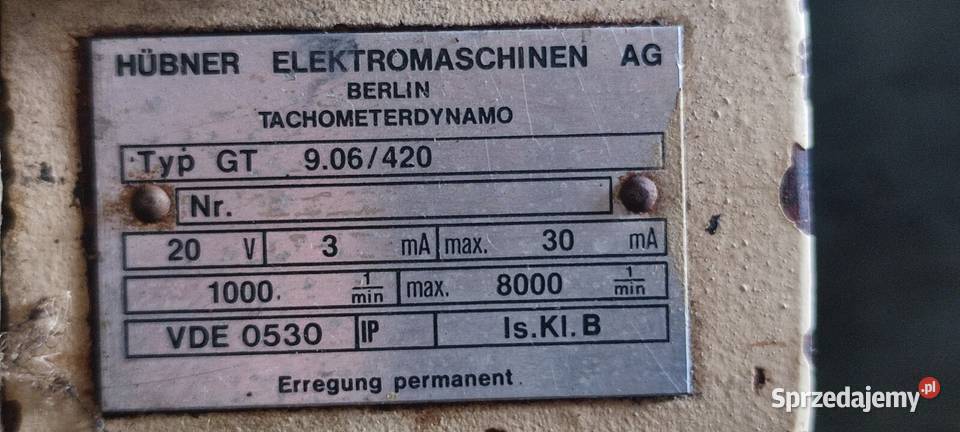 HÜBNER ELEKTROMASCHINEN AG
BERLIN
TACHOMETERDYNAMO
Typ GT 9.06/420
Nr.
20 V 3 mA max. 30 mA
1000 1/min max. 8000 1/min
VDE 0530 IP Is.Kl.B
Erregung permanent
Sprzedajemy.pl